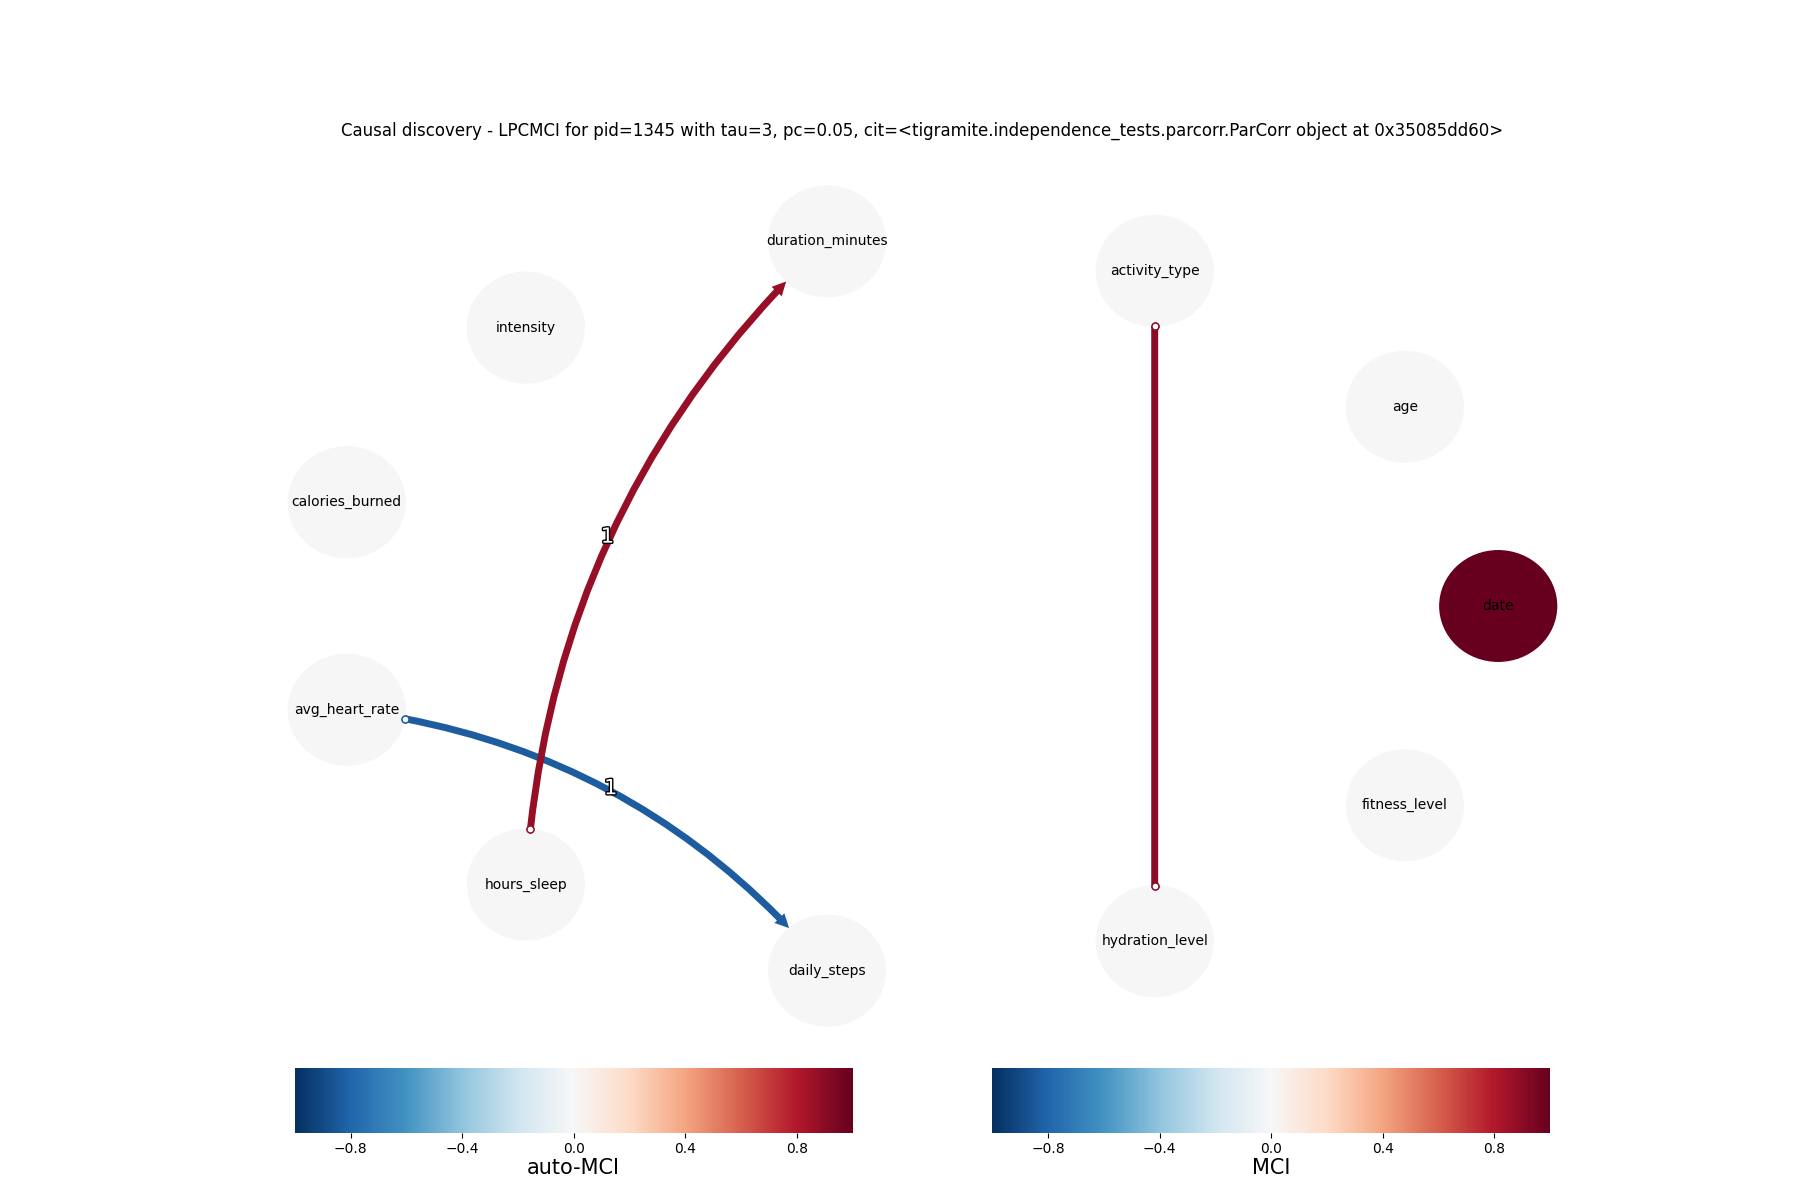 Causal discovery - LPCMCI for pid=1345 with tau=3, pc=0.05, cit=<tigramite.independence_tests.parcorr.ParCorr object at 0x35085dd60>
duration_minutes
activity_type
intensity
age
calories_burned
1
date
avg_heart_rate
1
fitness_level
hours_sleep
hydration_level
daily_steps
−0.8 −0.4 0.0 0.4 0.8
auto-MCI
−0.8 −0.4 0.0 0.4 0.8
MCI